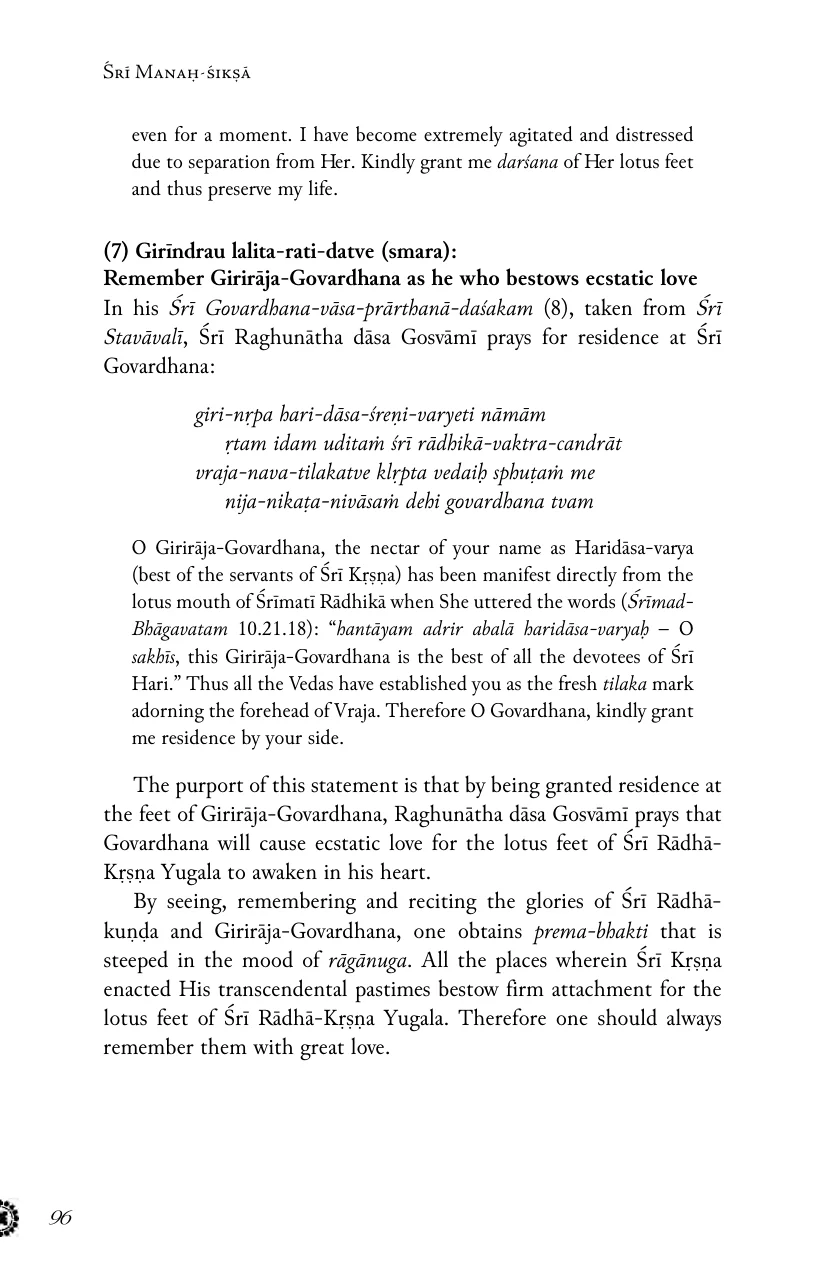 Śrī Manaḥ-śikṣā
even for a moment. I have become extremely agitated and distressed
due to separation from Her. Kindly grant me darśana of Her lotus feet
and thus preserve my life.
(7) Girīndrau lalita-rati-datve (smara):
Remember Girirāja-Govardhana as he who bestows ecstatic love
In his Śrī Govardhana-vāsa-prārthanā-daśakam (8), taken from Śrī
Stavāvalī, Śrī Raghunātha dāsa Gosvāmī prays for residence at Śrī
Govardhana:
giri-nṛpa hari-dāsa-śreṇi-varyeti nāmām
ṛtam idam uditaṁ śrī rādhikā-vaktra-candrāt
vraja-nava-tilakatve klṛpta vedaiḥ sphuṭaṁ me
nija-nikaṭa-nivāsaṁ dehi govardhana tvam
O Girirāja-Govardhana, the nectar of your name as Haridāsa-varya
(best of the servants of Śrī Kṛṣṇa) has been manifest directly from the
lotus mouth of Śrīmatī Rādhikā when She uttered the words (Śrīmad-
Bhāgavatam 10.21.18): “hantāyam adrir abalā haridāsa-varyaḥ – O
sakhīs, this Girirāja-Govardhana is the best of all the devotees of Śrī
Hari.” Thus all the Vedas have established you as the fresh tilaka mark
adorning the forehead of Vraja. Therefore O Govardhana, kindly grant
me residence by your side.
The purport of this statement is that by being granted residence at
the feet of Girirāja-Govardhana, Raghunātha dāsa Gosvāmī prays that
Govardhana will cause ecstatic love for the lotus feet of Śrī Rādhā-
Kṛṣṇa Yugala to awaken in his heart.
By seeing, remembering and reciting the glories of Śrī Rādhā-
kuṇḍa and Girirāja-Govardhana, one obtains prema-bhakti that is
steeped in the mood of rāgānuga. All the places wherein Śrī Kṛṣṇa
enacted His transcendental pastimes bestow firm attachment for the
lotus feet of Śrī Rādhā-Kṛṣṇa Yugala. Therefore one should always
remember them with great love.
96